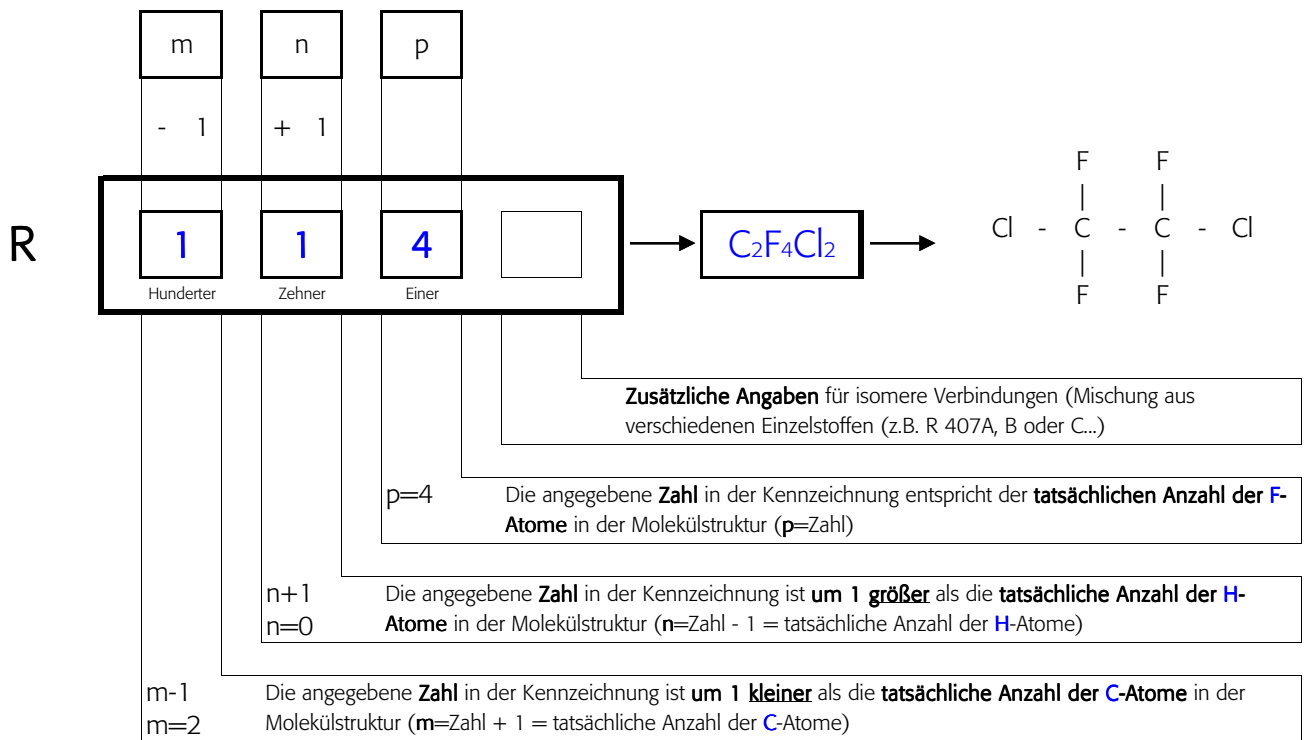 m n p
- 1 + 1
F F
| |
R 1 1 4 C2F4Cl2 Cl - C - C - Cl
Hunderter Zehner Einer
| |
F F
Zusätzliche Angaben für isomere Verbindungen (Mischung aus
verschiedenen Einzelstoffen (z.B. R 407A, B oder C...)
p=4 Die angegebene Zahl in der Kennzeichnung entspricht der tatsächlichen Anzahl der F-
Atome in der Molekülstruktur (p=Zahl)
n+1 Die angegebene Zahl in der Kennzeichnung ist um 1 größer als die tatsächliche Anzahl der H-
n=0 Atome in der Molekülstruktur (n=Zahl - 1 = tatsächliche Anzahl der H-Atome)
m-1 Die angegebene Zahl in der Kennzeichnung ist um 1 kleiner als die tatsächliche Anzahl der C-Atome in der
m=2 Molekülstruktur (m=Zahl + 1 = tatsächliche Anzahl der C-Atome)